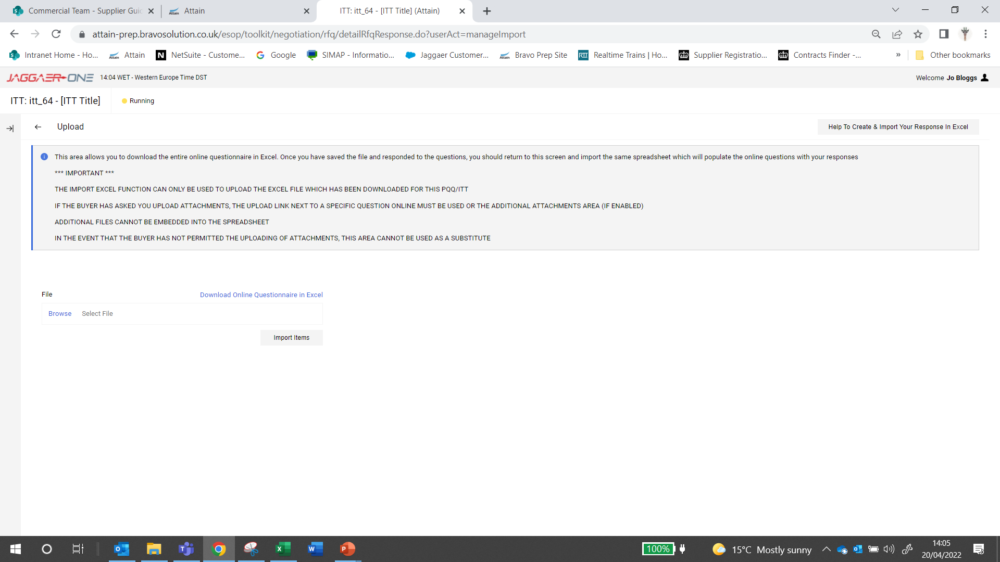 Commercial Team - Supplier Guid
Attain
ITT: itt_64 - [ITT Title] (Attain)
attain-prep.bravosolution.co.uk/esop/toolkit/negotiation/rfq/detailRfqResponse.do?userAct=manageImport
Intranet Home - Ho...
Attain
NetSuite - Custome...
Google
SIMAP - Informatio...
Jaggaer Customer...
Bravo Prep Site
Realtime Trains | Ho...
Supplier Registratio...
Contracts Finder -...
»
Other bookmarks
JAGGAER ONE 14:04 WET - Western Europe Time DST
Welcome Jo Bloggs
ITT: itt_64 - [ITT Title]
Running
Upload
Help To Create & Import Your Response In Excel
This area allows you to download the entire online questionnaire in Excel. Once you have saved the file and responded to the questions, you should return to this screen and import the same spreadsheet which will populate the online questions with your responses
*** IMPORTANT ***
THE IMPORT EXCEL FUNCTION CAN ONLY BE USED TO UPLOAD THE EXCEL FILE WHICH HAS BEEN DOWNLOADED FOR THIS PQQ/ITT
IF THE BUYER HAS ASKED YOU UPLOAD ATTACHMENTS, THE UPLOAD LINK NEXT TO A SPECIFIC QUESTION ONLINE MUST BE USED OR THE ADDITIONAL ATTACHMENTS AREA (IF ENABLED)
ADDITIONAL FILES CANNOT BE EMBEDDED INTO THE SPREADSHEET
IN THE EVENT THAT THE BUYER HAS NOT PERMITTED THE UPLOADING OF ATTACHMENTS, THIS AREA CANNOT BE USED AS A SUBSTITUTE
File
Download Online Questionnaire in Excel
Browse Select File
Import Items
100%
15°C Mostly sunny
14:05
20/04/2022